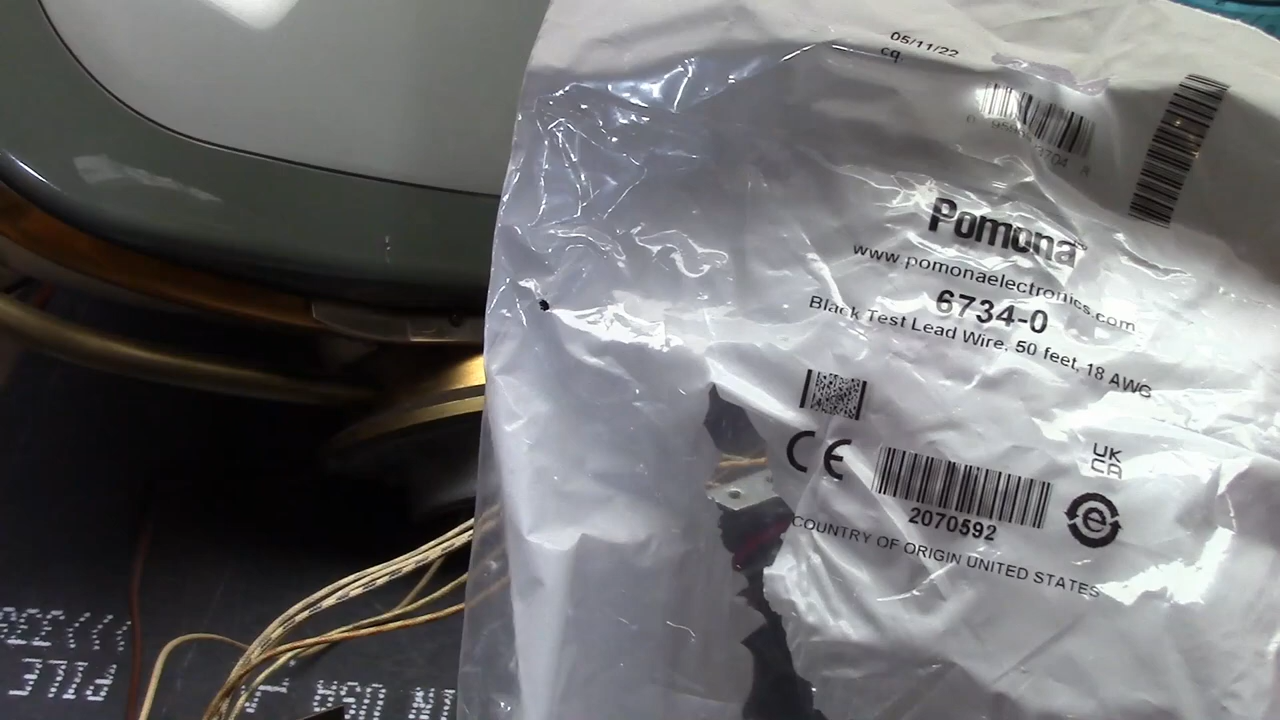 05/11/22
cq
Pomona
www.pomonaelectronics.com
6734-0
Black Test Lead Wire, 50 feet, 18 AWG
CE
UK
CA
e
2070592
COUNTRY OF ORIGIN UNITED STATES